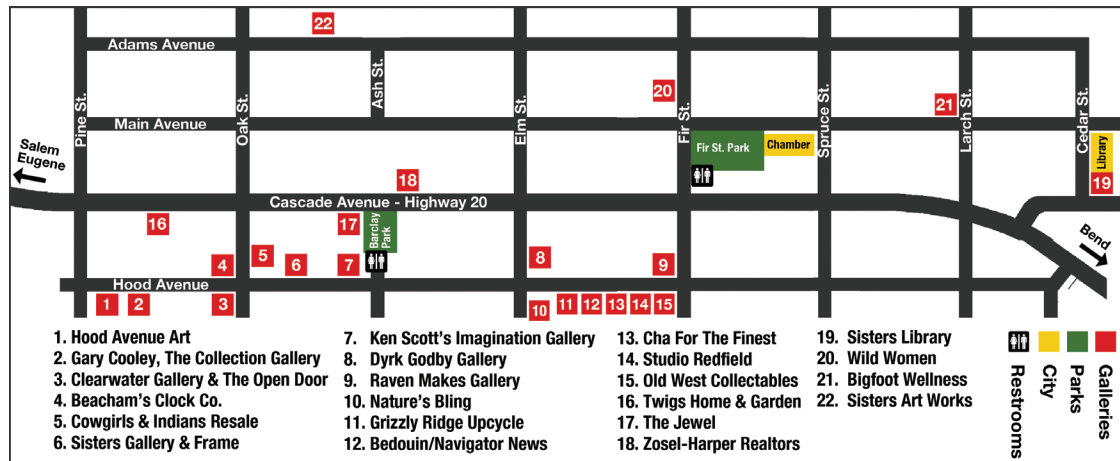 22
Adams Avenue
Pine St.
Oak St.
Ash St.
Elm St.
Fir St.
Spruce St.
Larch St.
Cedar St.
20
21
Main Avenue
Salem
Eugene
Fir St. Park
Chamber
Library
19
18
Cascade Avenue - Highway 20
16
17
Barclay
Park
Bend
4
5
6
7
8
9
Hood Avenue
1
2
3
10
11
12
13
14
15
1. Hood Avenue Art
2. Gary Cooley, The Collection Gallery
3. Clearwater Gallery & The Open Door
4. Beacham's Clock Co.
5. Cowgirls & Indians Resale
6. Sisters Gallery & Frame
7. Ken Scott's Imagination Gallery
8. Dyrk Godby Gallery
9. Raven Makes Gallery
10. Nature's Bling
11. Grizzly Ridge Upcycle
12. Bedouin/Navigator News
13. Cha For The Finest
14. Studio Redfield
15. Old West Collectables
16. Twigs Home & Garden
17. The Jewel
18. Zosel-Harper Realtors
19. Sisters Library
20. Wild Women
21. Bigfoot Wellness
22. Sisters Art Works
Restrooms
City
Parks
Galleries